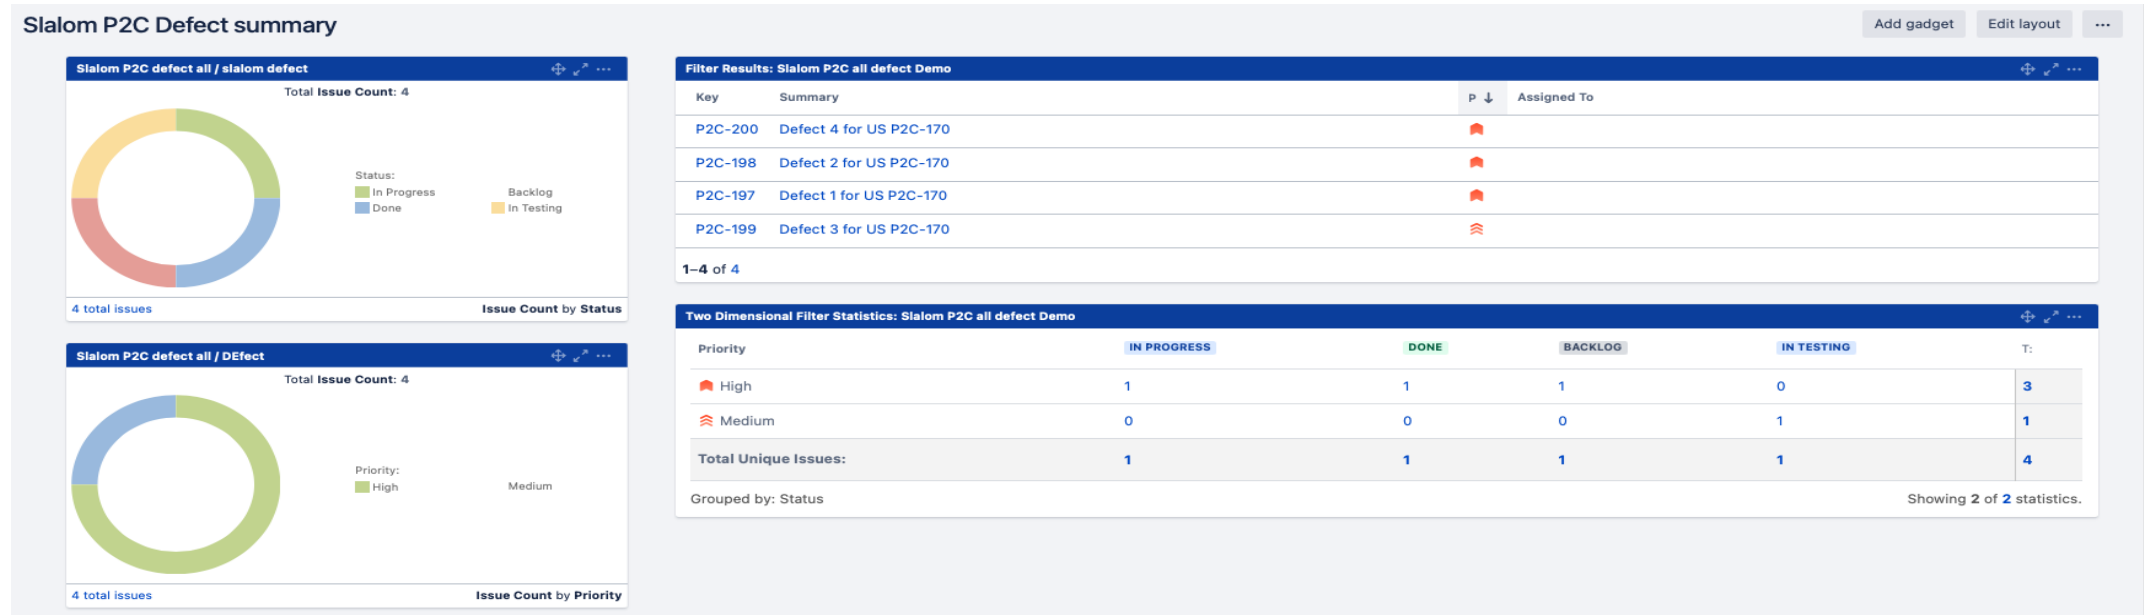 Slalom P2C Defect summary
Add gadget Edit layout ...
Slalom P2C defect all / slalom defect
Total Issue Count: 4
Status:
In Progress Backlog
Done In Testing
4 total issues Issue Count by Status
Slalom P2C defect all / DEfect
Total Issue Count: 4
Priority:
High Medium
4 total issues Issue Count by Priority
Filter Results: Slalom P2C all defect Demo
Key Summary P Assigned To
P2C-200 Defect 4 for US P2C-170
P2C-198 Defect 2 for US P2C-170
P2C-197 Defect 1 for US P2C-170
P2C-199 Defect 3 for US P2C-170
1–4 of 4
Two Dimensional Filter Statistics: Slalom P2C all defect Demo
Priority IN PROGRESS DONE BACKLOG IN TESTING T:
High 1 1 1 0 3
Medium 0 0 0 1 1
Total Unique Issues: 1 1 1 1 4
Grouped by: Status Showing 2 of 2 statistics.